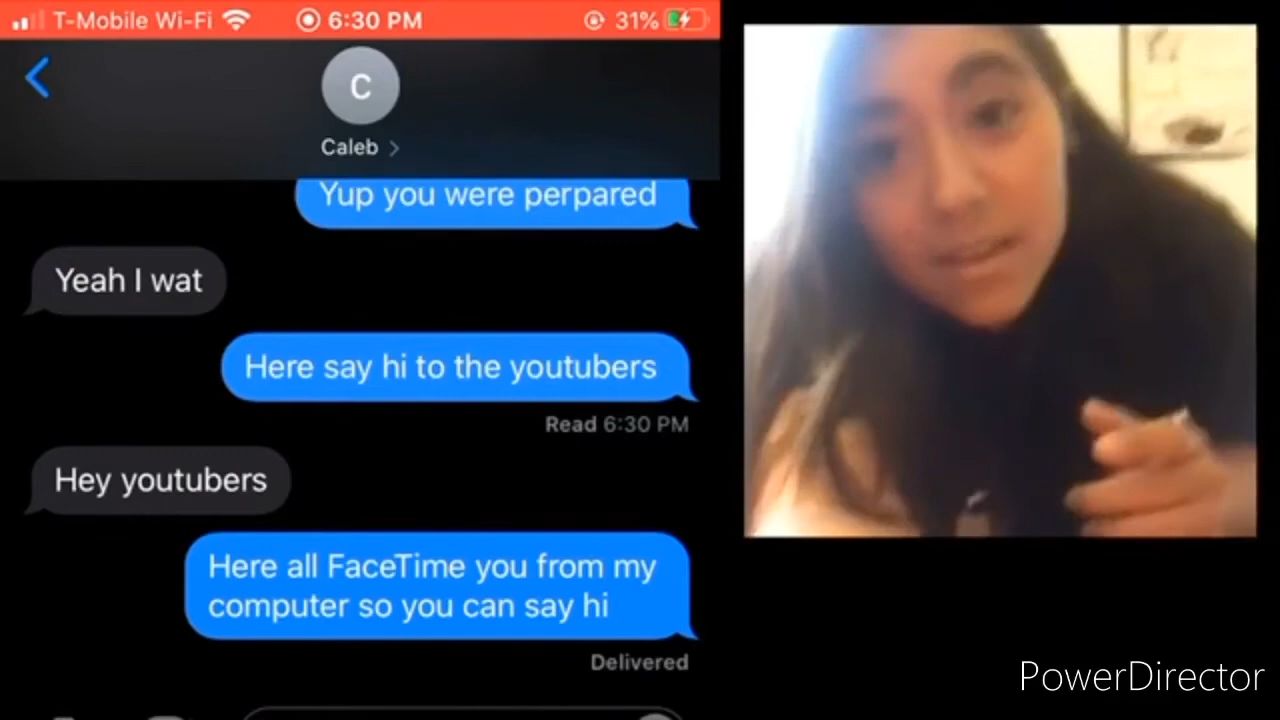 T-Mobile Wi-Fi 6:30 PM 31%
C
Caleb
Yup you were perpared
Yeah I wat
Here say hi to the youtubers
Read 6:30 PM
Hey youtubers
Here all FaceTime you from my
computer so you can say hi
Delivered
PowerDirector